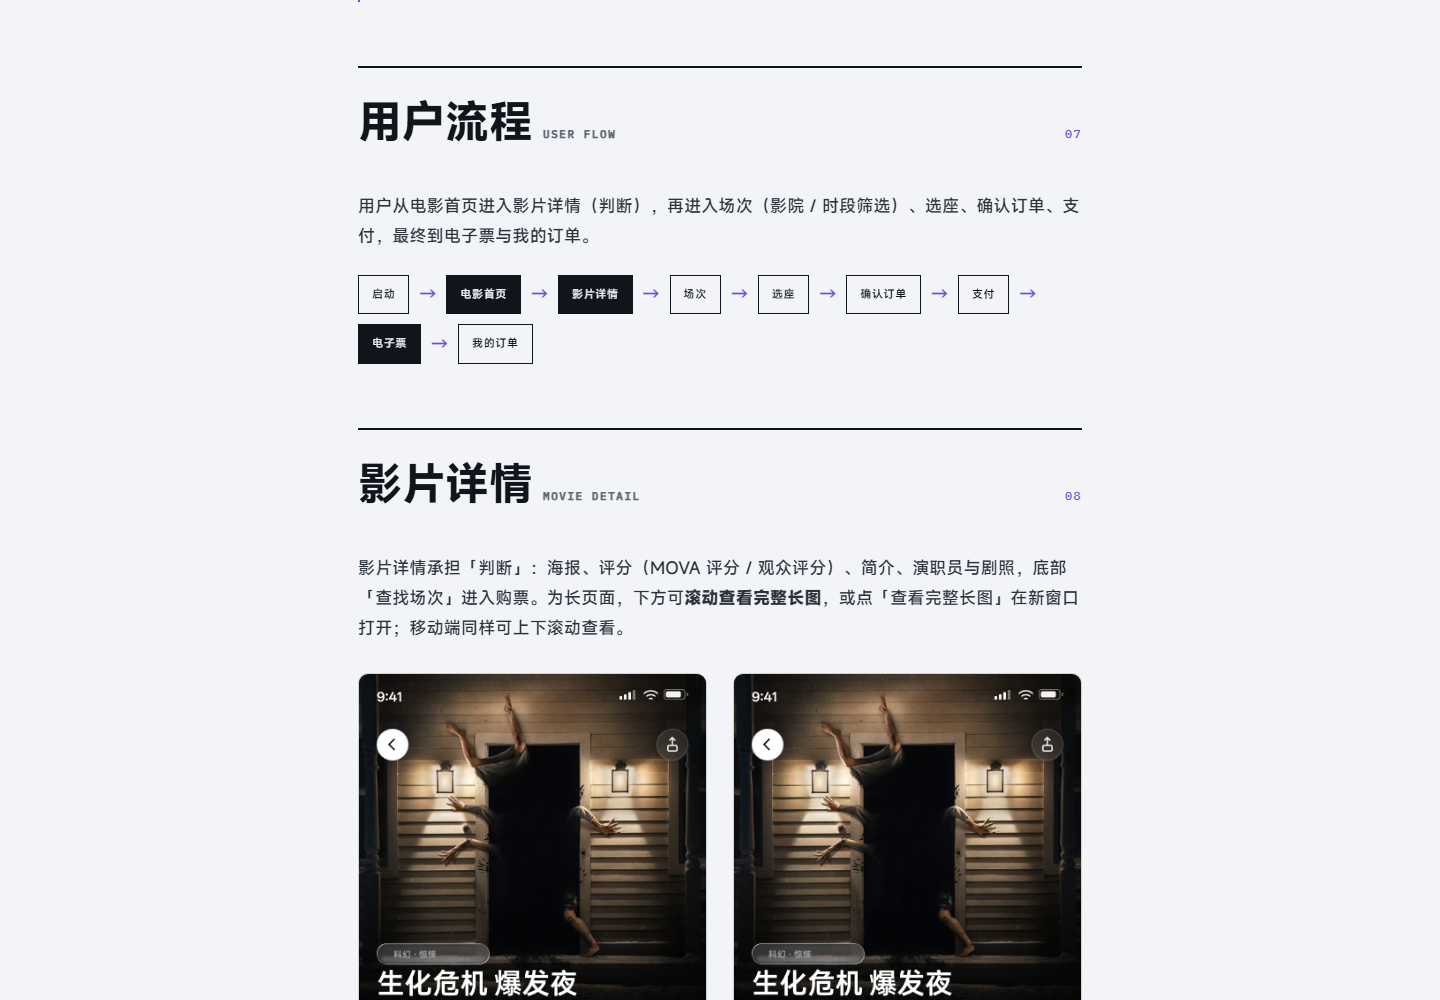 用户流程 USER FLOW 07
用户从电影首页进入影片详情（判断），再进入场次（影院 / 时段筛选）、选座、确认订单、支
付，最终到电子票与我的订单。
启动 → 电影首页 → 影片详情 → 场次 → 选座 → 确认订单 → 支付 →
电子票 → 我的订单
影片详情 MOVIE DETAIL 08
影片详情承担「判断」：海报、评分（MOVA 评分 / 观众评分）、简介、演职员与剧照，底部
「查找场次」进入购票。为长页面，下方可滚动查看完整长图，或点「查看完整长图」在新窗口
打开；移动端同样可上下滚动查看。
9:41
科幻 · 惊悚
生化危机 爆发夜
9:41
科幻 · 惊悚
生化危机 爆发夜